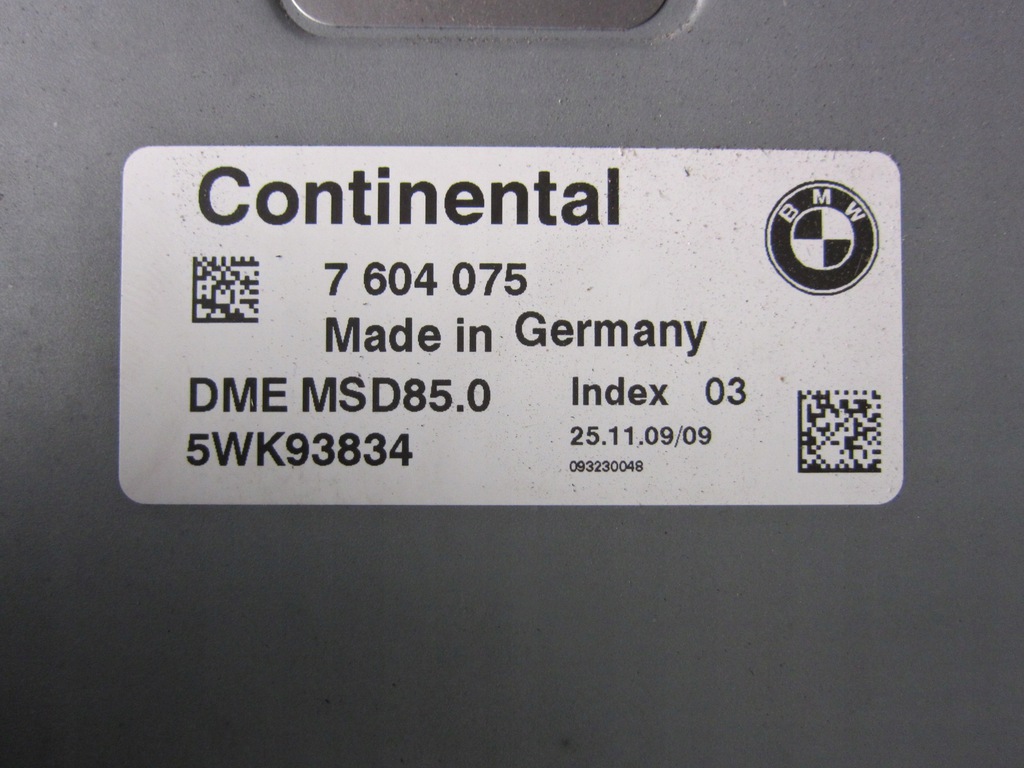 Continental
BMW
7 604 075
Made in Germany
DME MSD85.0 Index 03
5WK93834 25.11.09/09
093230048